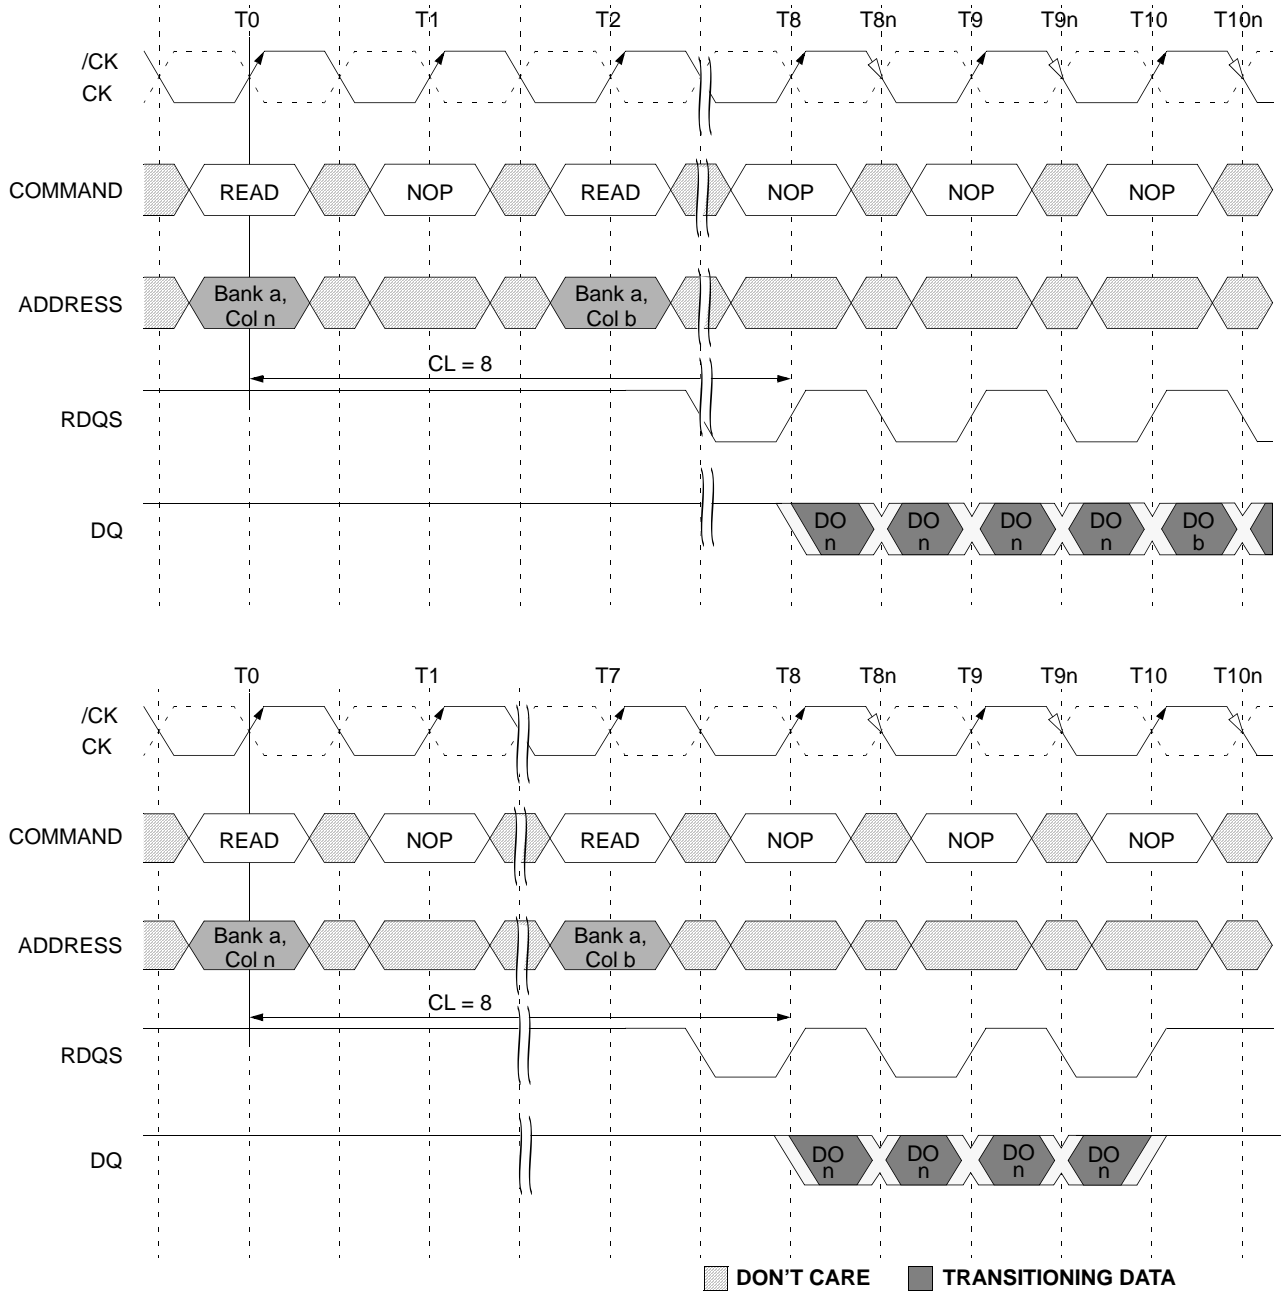 T0 T1 T2 T8 T8n T9 T9n T10 T10n
/CK
CK
COMMAND READ NOP READ NOP NOP NOP
ADDRESS Bank a, Col n Bank a, Col b
CL = 8
RDQS
DQ DO n DO n DO n DO n DO b
T0 T1 T7 T8 T8n T9 T9n T10 T10n
/CK
CK
COMMAND READ NOP READ NOP NOP NOP
ADDRESS Bank a, Col n Bank a, Col b
CL = 8
RDQS
DQ DO n DO n DO n DO n
DON'T CARE TRANSITIONING DATA